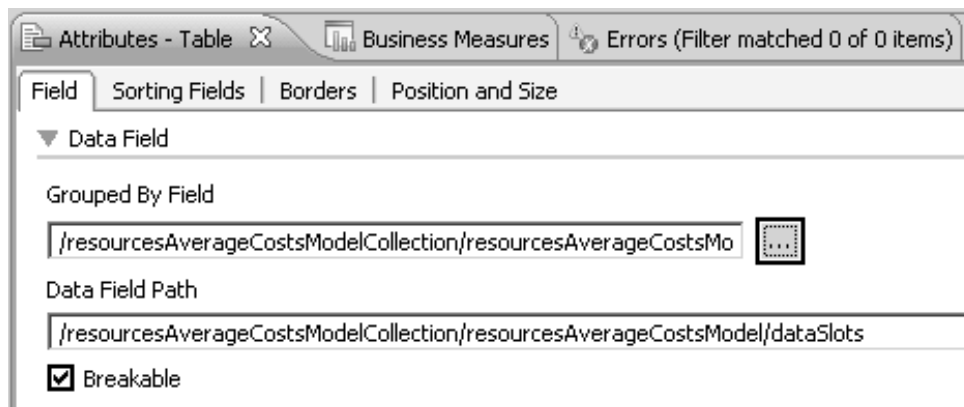 Attributes - Table Business Measures Errors (Filter matched 0 of 0 items)
Field Sorting Fields Borders Position and Size
Data Field
Grouped By Field
/resourcesAverageCostsModelCollection/resourcesAverageCostsMo ...
Data Field Path
/resourcesAverageCostsModelCollection/resourcesAverageCostsModel/dataSlots
Breakable